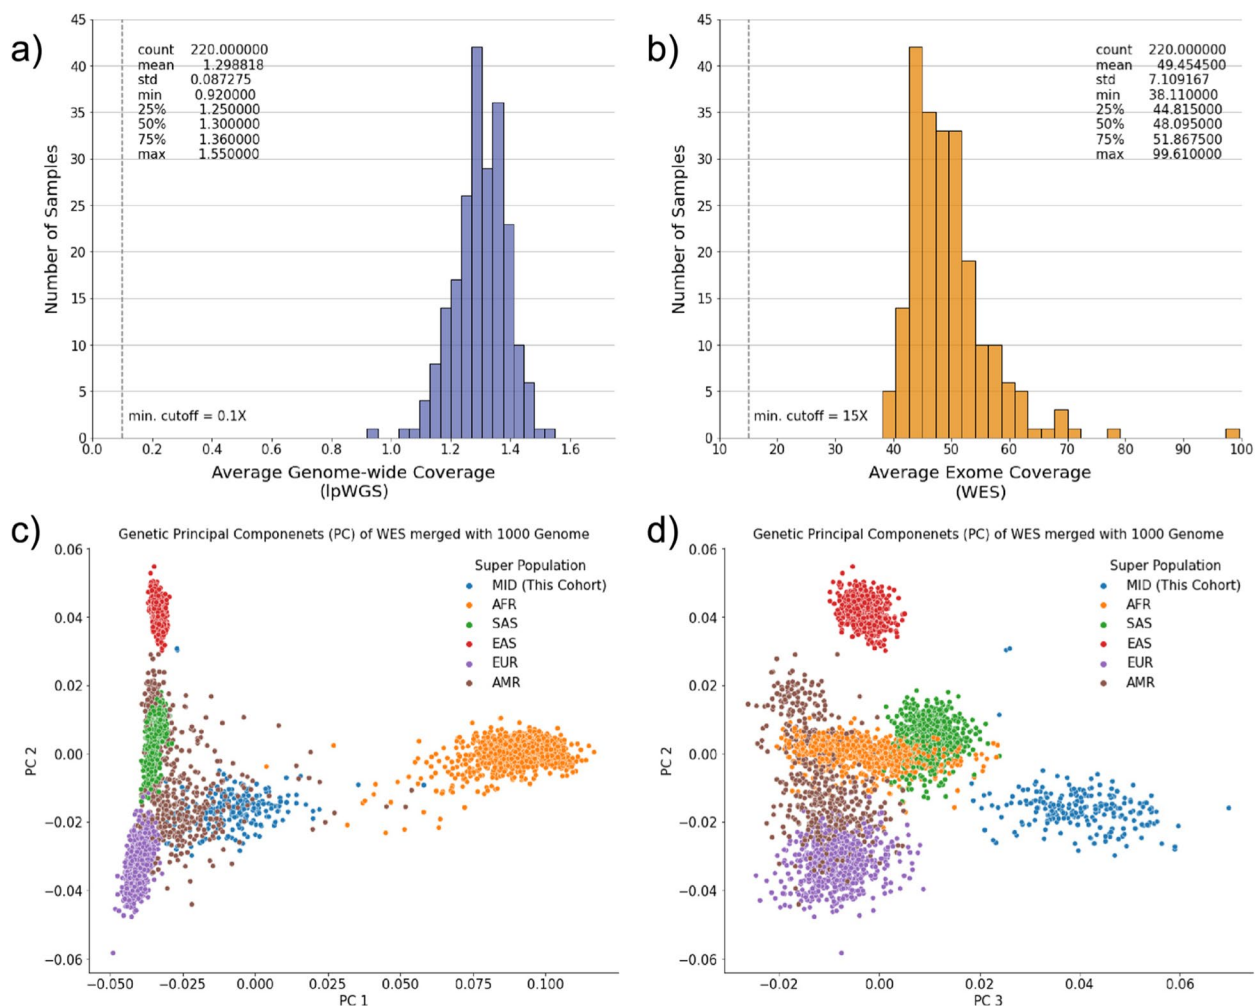 a)
45
40
35
30
25
20
15
10
5
0
Number of Samples
count 220.000000
mean 1.298818
std 0.087275
min 0.920000
25% 1.250000
50% 1.300000
75% 1.360000
max 1.550000
min. cutoff = 0.1X
0.0 0.2 0.4 0.6 0.8 1.0 1.2 1.4 1.6
Average Genome-wide Coverage
(lpWGS)
b)
45
40
35
30
25
20
15
10
5
0
Number of Samples
count 220.000000
mean 49.454500
std 7.109167
min 38.110000
25% 44.815000
50% 48.095000
75% 51.867500
max 99.610000
min. cutoff = 15X
10 20 30 40 50 60 70 80 90 100
Average Exome Coverage
(WES)
c)
Genetic Principal Componenets (PC) of WES merged with 1000 Genome
0.06
0.04
0.02
0.00
−0.02
−0.04
−0.06
PC 2
Super Population
MID (This Cohort)
AFR
SAS
EAS
EUR
AMR
−0.050 −0.025 0.000 0.025 0.050 0.075 0.100
PC 1
d)
Genetic Principal Componenets (PC) of WES merged with 1000 Genome
0.06
0.04
0.02
0.00
−0.02
−0.04
−0.06
PC 2
Super Population
MID (This Cohort)
AFR
SAS
EAS
EUR
AMR
−0.02 0.00 0.02 0.04 0.06
PC 3